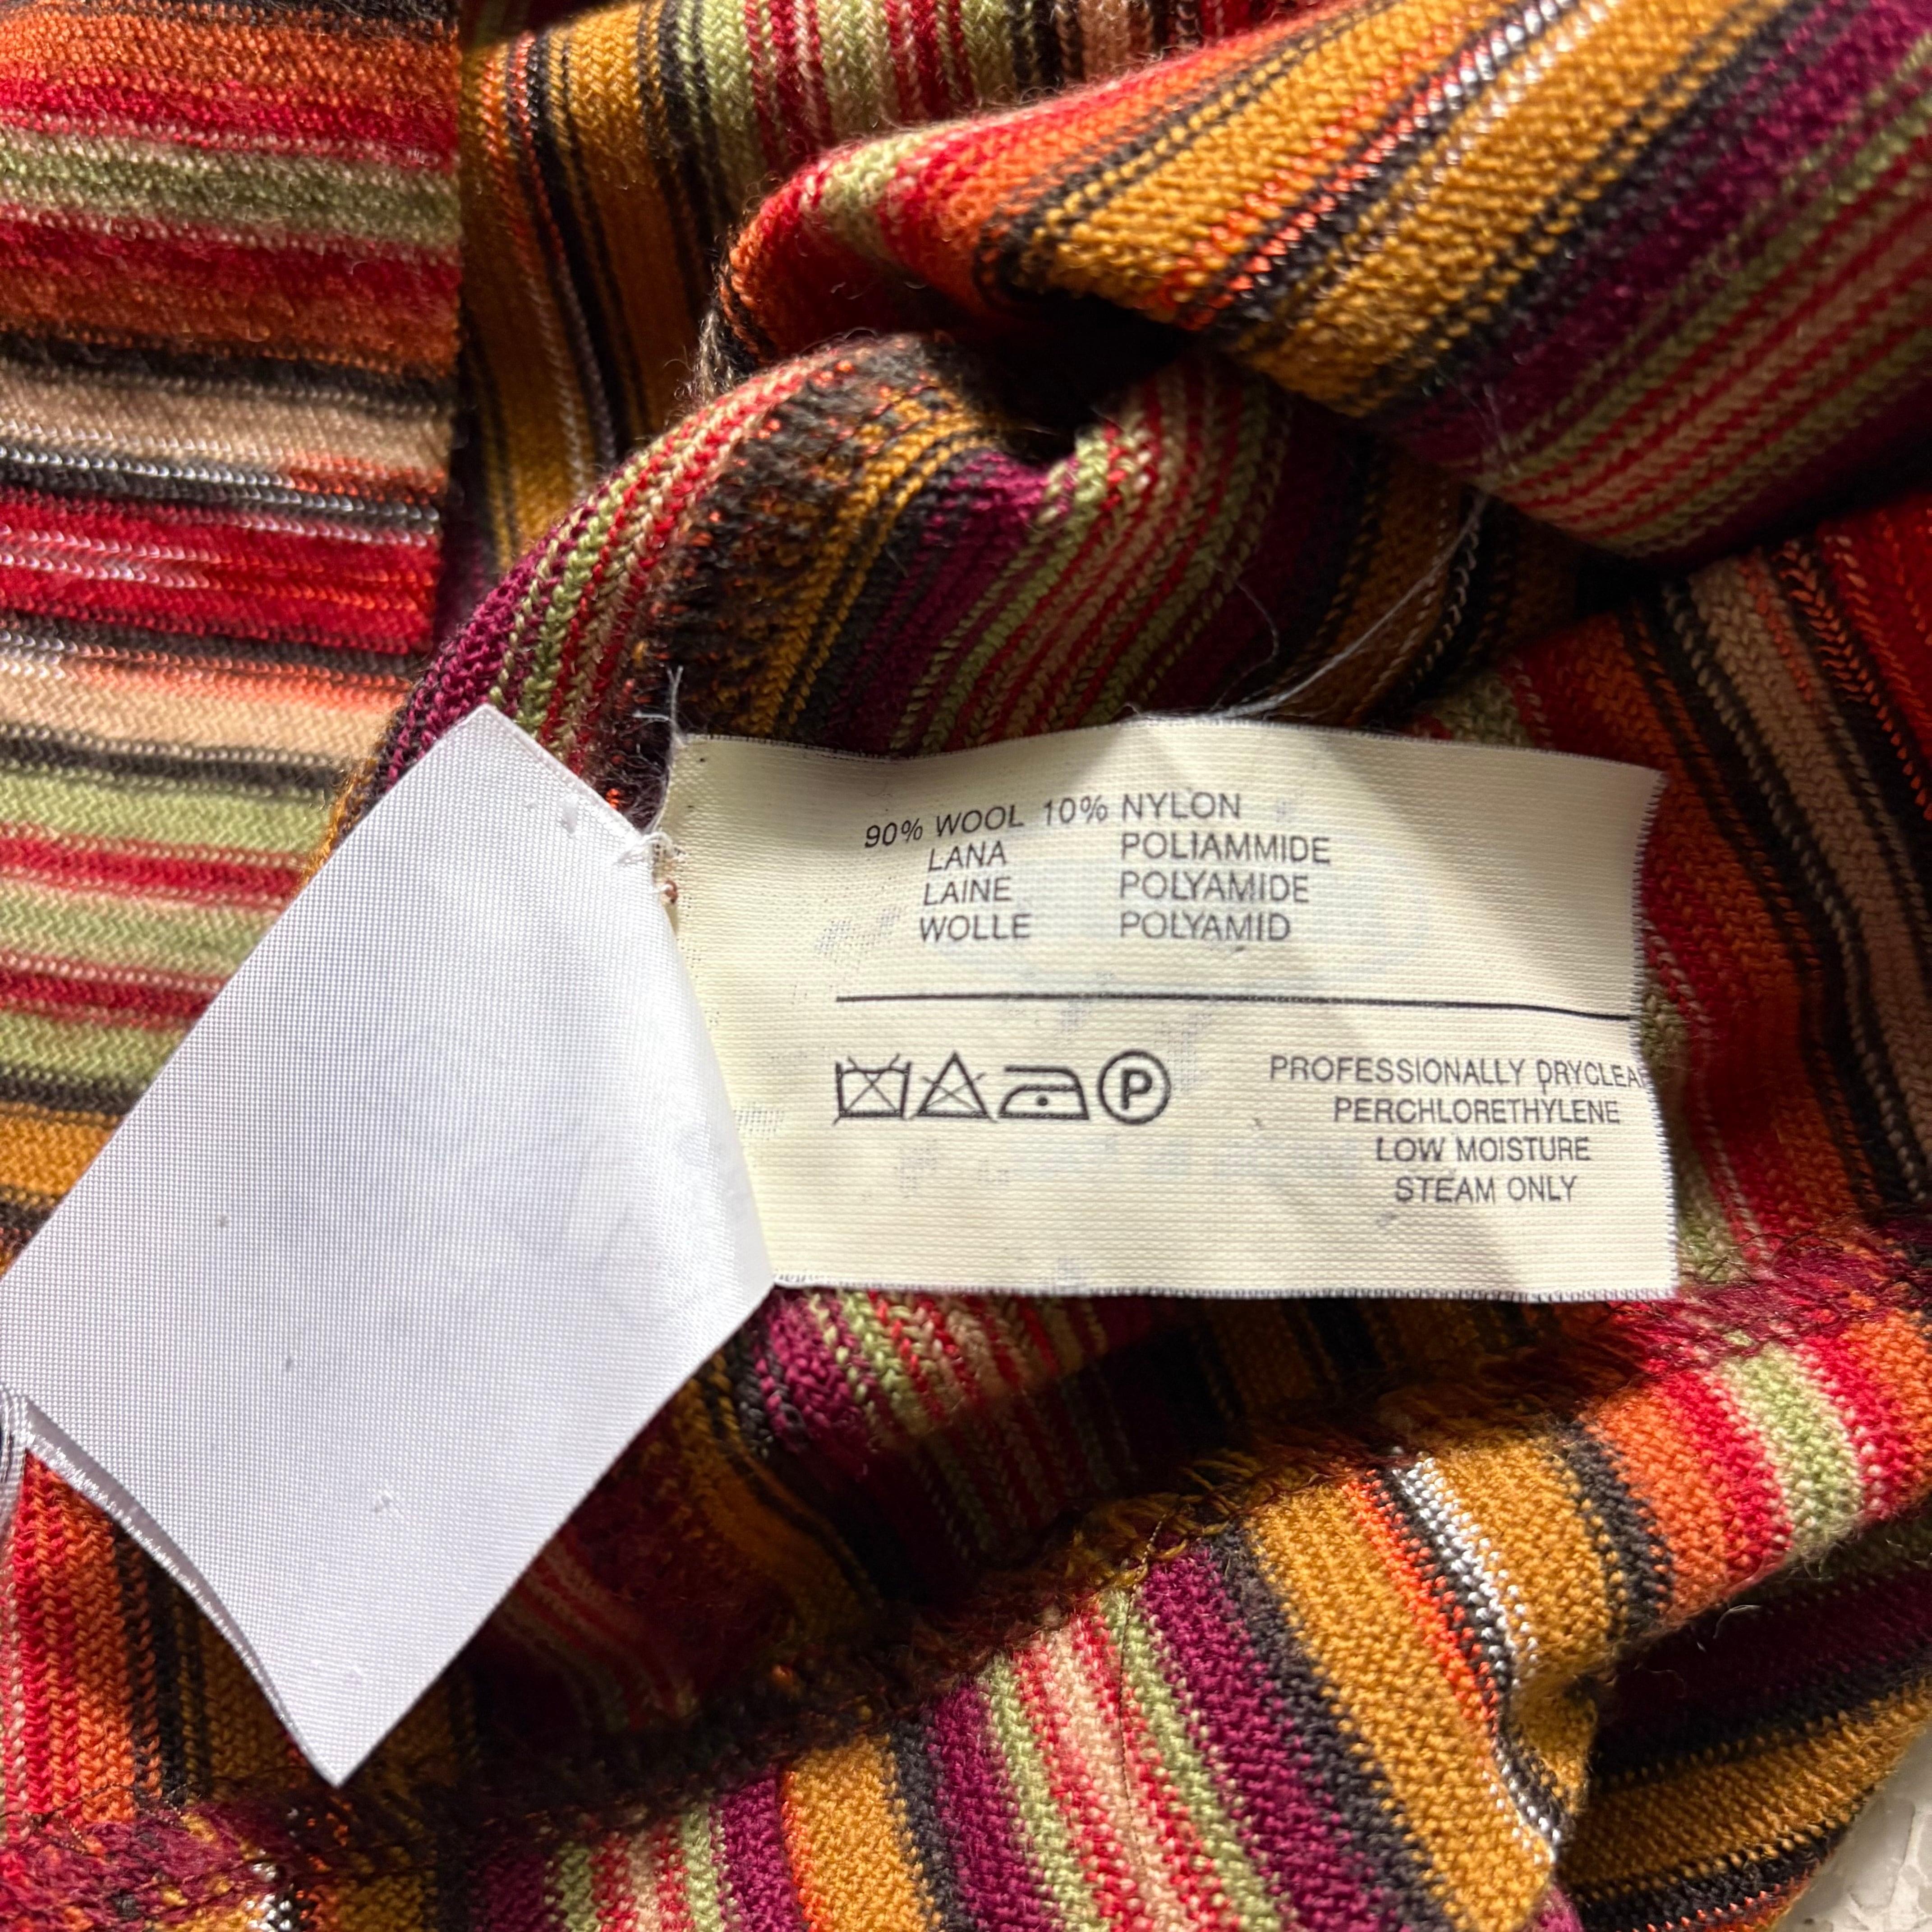 90% WOOL 10% NYLON
LANA POLIAMMIDE
LAINE POLYAMIDE
WOLLE POLYAMID
P
PROFESSIONALLY DRYCLEAN
PERCHLORETHYLENE
LOW MOISTURE
STEAM ONLY